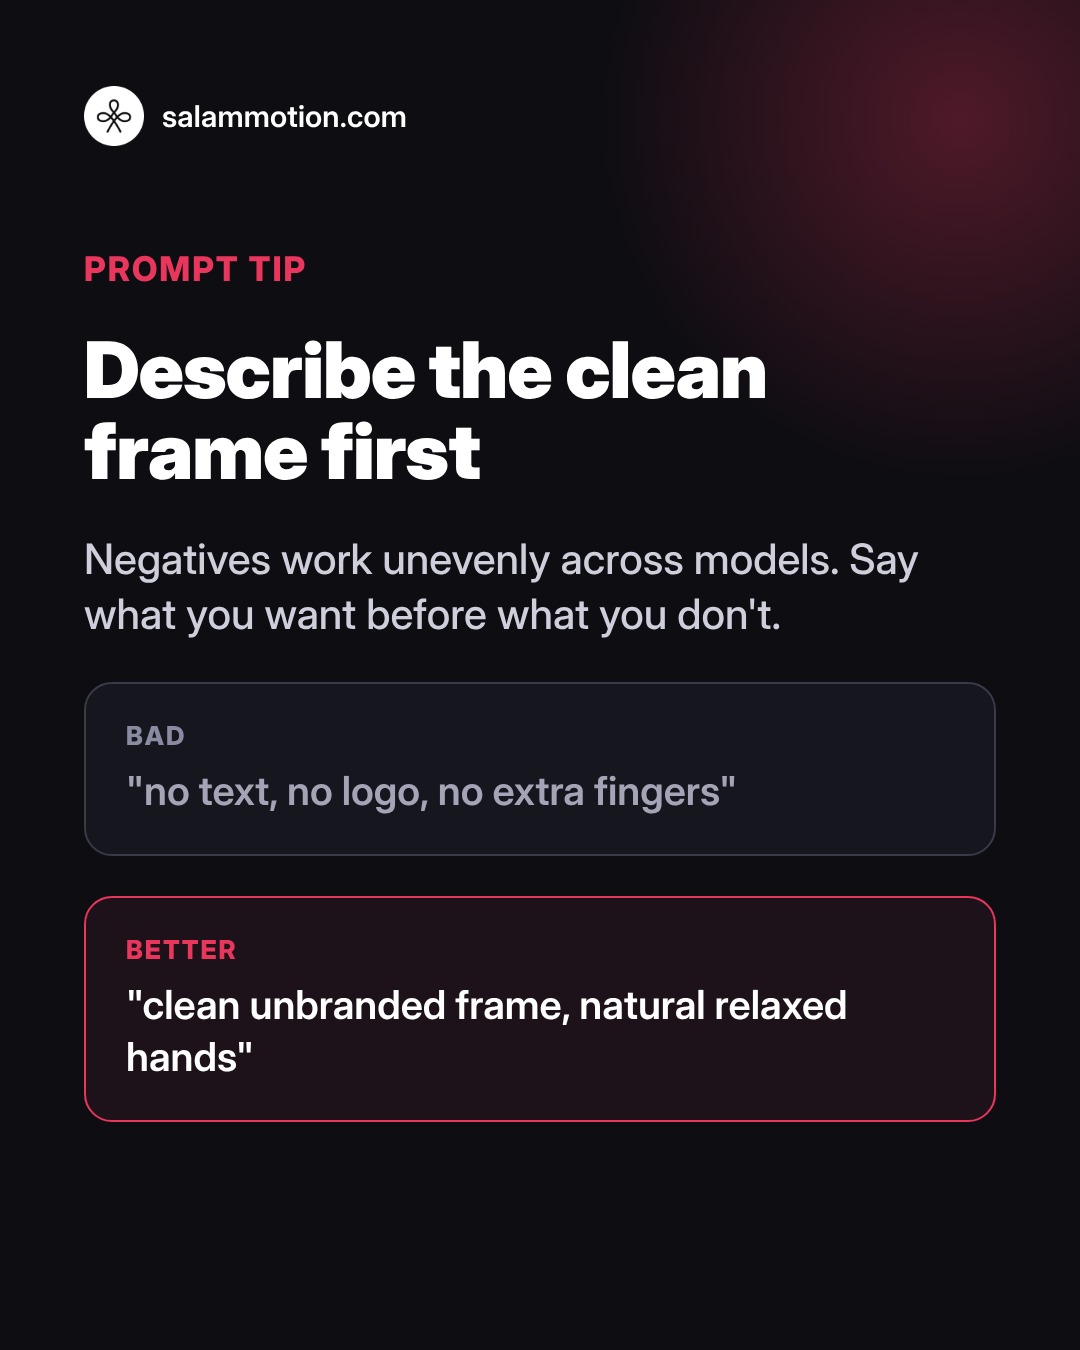 salammotion.com
PROMPT TIP
Describe the clean
frame first
Negatives work unevenly across models. Say
what you want before what you don't.
BAD
"no text, no logo, no extra fingers"
BETTER
"clean unbranded frame, natural relaxed
hands"